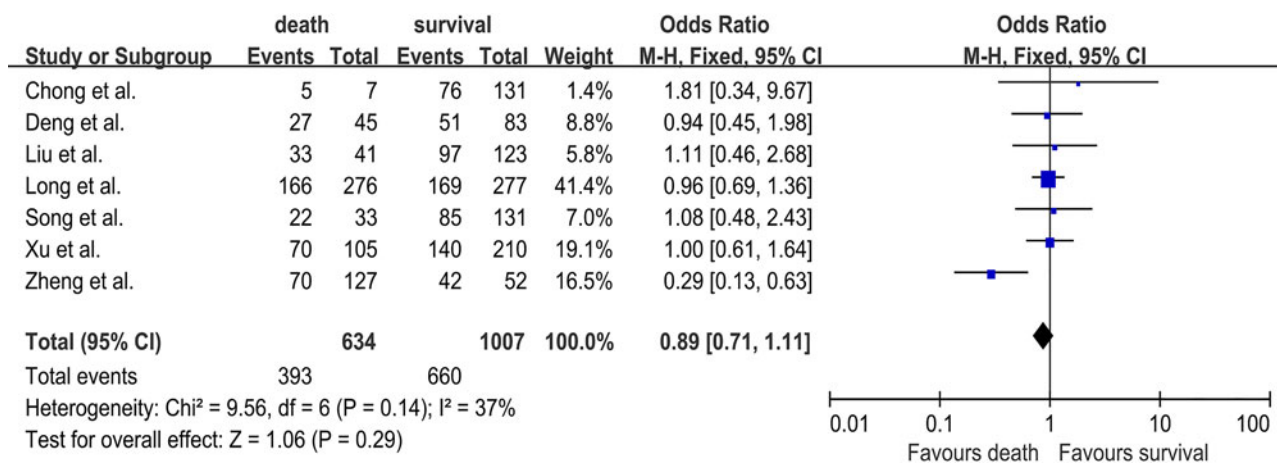 death survival Odds Ratio Odds Ratio
Study or Subgroup Events Total Events Total Weight M-H, Fixed, 95% CI M-H, Fixed, 95% CI
Chong et al. 5 7 76 131 1.4% 1.81 [0.34, 9.67]
Deng et al. 27 45 51 83 8.8% 0.94 [0.45, 1.98]
Liu et al. 33 41 97 123 5.8% 1.11 [0.46, 2.68]
Long et al. 166 276 169 277 41.4% 0.96 [0.69, 1.36]
Song et al. 22 33 85 131 7.0% 1.08 [0.48, 2.43]
Xu et al. 70 105 140 210 19.1% 1.00 [0.61, 1.64]
Zheng et al. 70 127 42 52 16.5% 0.29 [0.13, 0.63]
Total (95% CI) 634 1007 100.0% 0.89 [0.71, 1.11]
Total events 393 660
Heterogeneity: Chi² = 9.56, df = 6 (P = 0.14); I² = 37%
Test for overall effect: Z = 1.06 (P = 0.29)
0.01 0.1 1 10 100
Favours death Favours survival